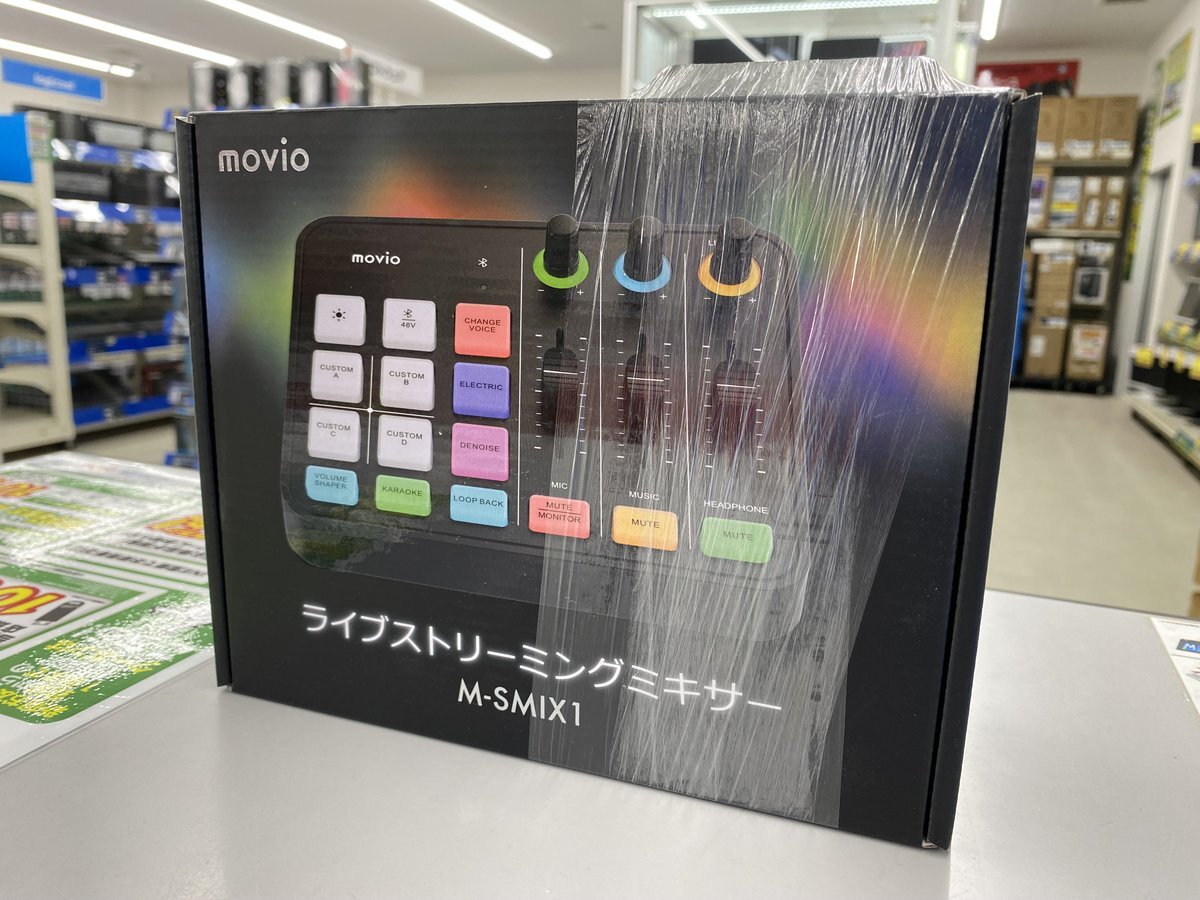 movio
movio
48V
CHANGE
VOICE
CUSTOM
A
CUSTOM
B
ELECTRIC
CUSTOM
C
CUSTOM
D
DENOISE
VOLUME
SHAPER
KARAOKE
LOOP BACK
MIC
MUTE
MONITOR
MUSIC
MUTE
HEADPHONE
MUTE
ライブストリーミングミキサー
M-SMIX1